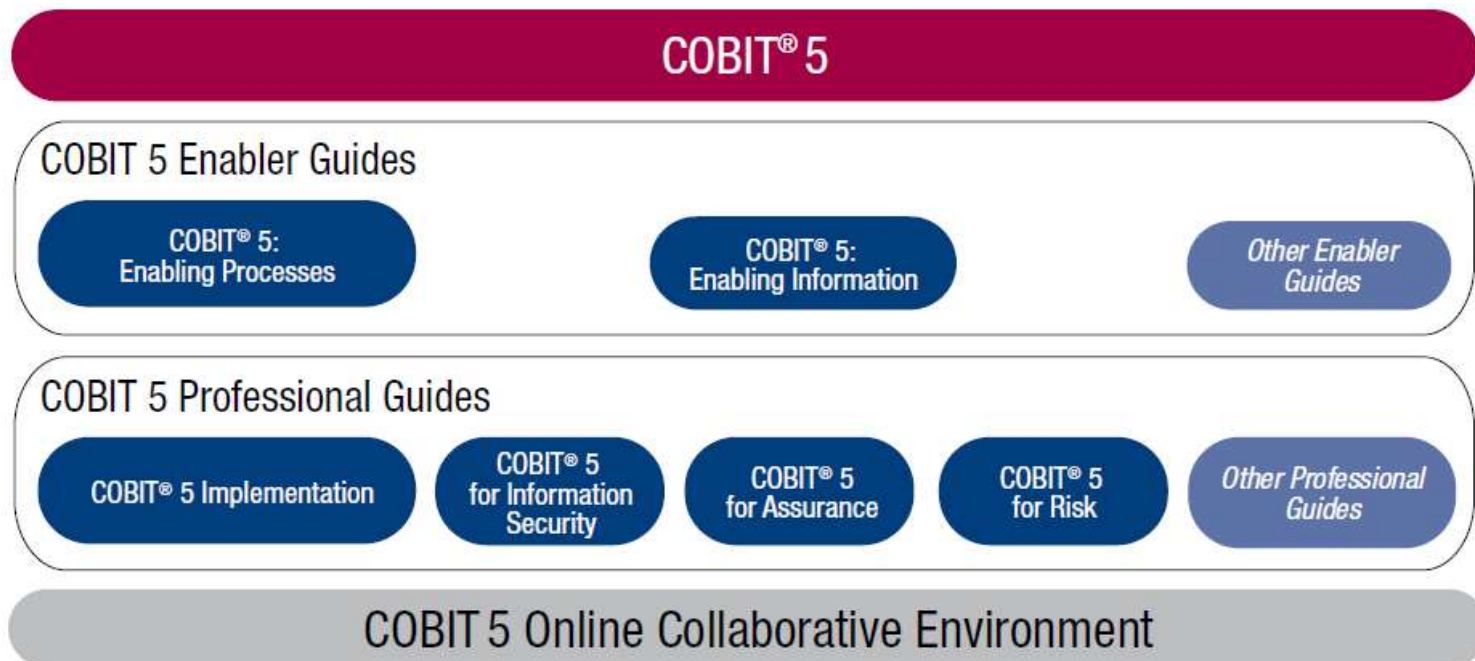 COBIT® 5
COBIT 5 Enabler Guides
COBIT® 5:
Enabling Processes
COBIT® 5:
Enabling Information
Other Enabler
Guides
COBIT 5 Professional Guides
COBIT® 5 Implementation
COBIT® 5
for Information
Security
COBIT® 5
for Assurance
COBIT® 5
for Risk
Other Professional
Guides
COBIT 5 Online Collaborative Environment